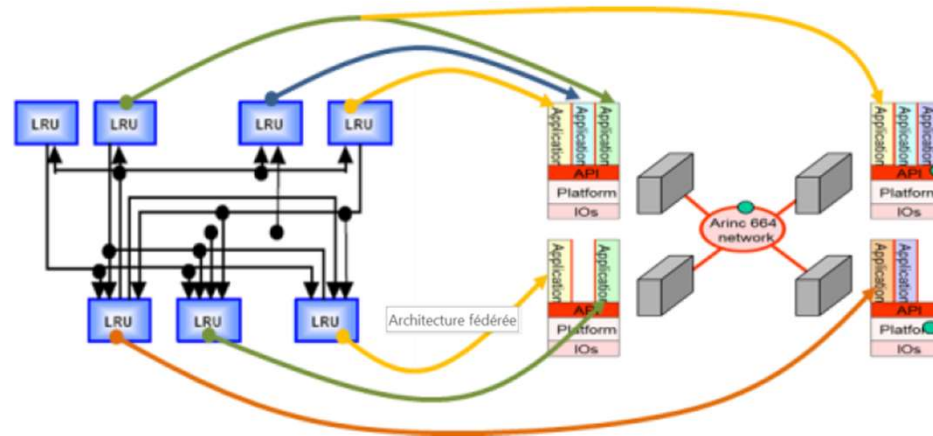 LRU
LRU
LRU
LRU
Application
Application
Application
API
Platform
IOs
Application
Application
Application
API
Platform
IOs
Arinc 664
network
LRU
LRU
LRU
Architecture fédérée
Application
Application
API
Platform
IOs
Application
Application
API
Platform
IOs